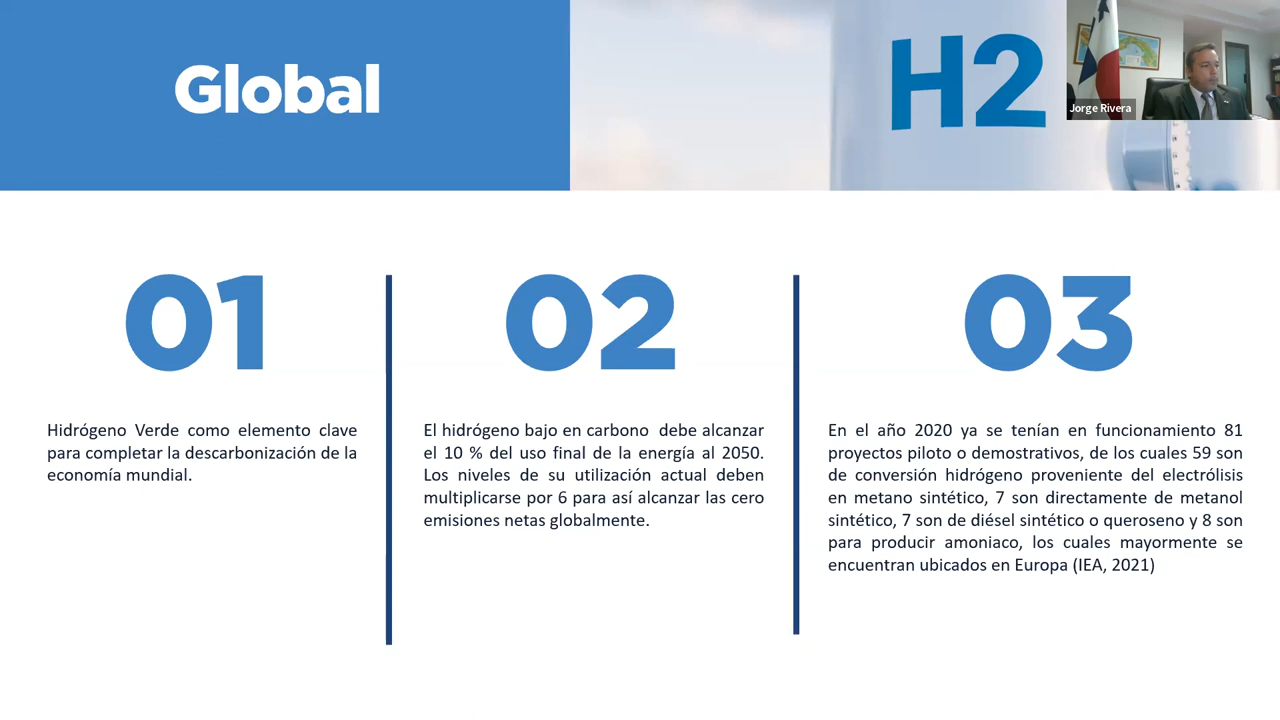 Global
H2
Jorge Rivera
01
Hidrógeno Verde como elemento clave
para completar la descarbonización de la
economía mundial.
02
El hidrógeno bajo en carbono debe alcanzar
el 10 % del uso final de la energía al 2050.
Los niveles de su utilización actual deben
multiplicarse por 6 para así alcanzar las cero
emisiones netas globalmente.
03
En el año 2020 ya se tenían en funcionamiento 81
proyectos piloto o demostrativos, de los cuales 59 son
de conversión hidrógeno proveniente del electrólisis
en metano sintético, 7 son directamente de metanol
sintético, 7 son de diésel sintético o queroseno y 8 son
para producir amoniaco, los cuales mayormente se
encuentran ubicados en Europa (IEA, 2021)